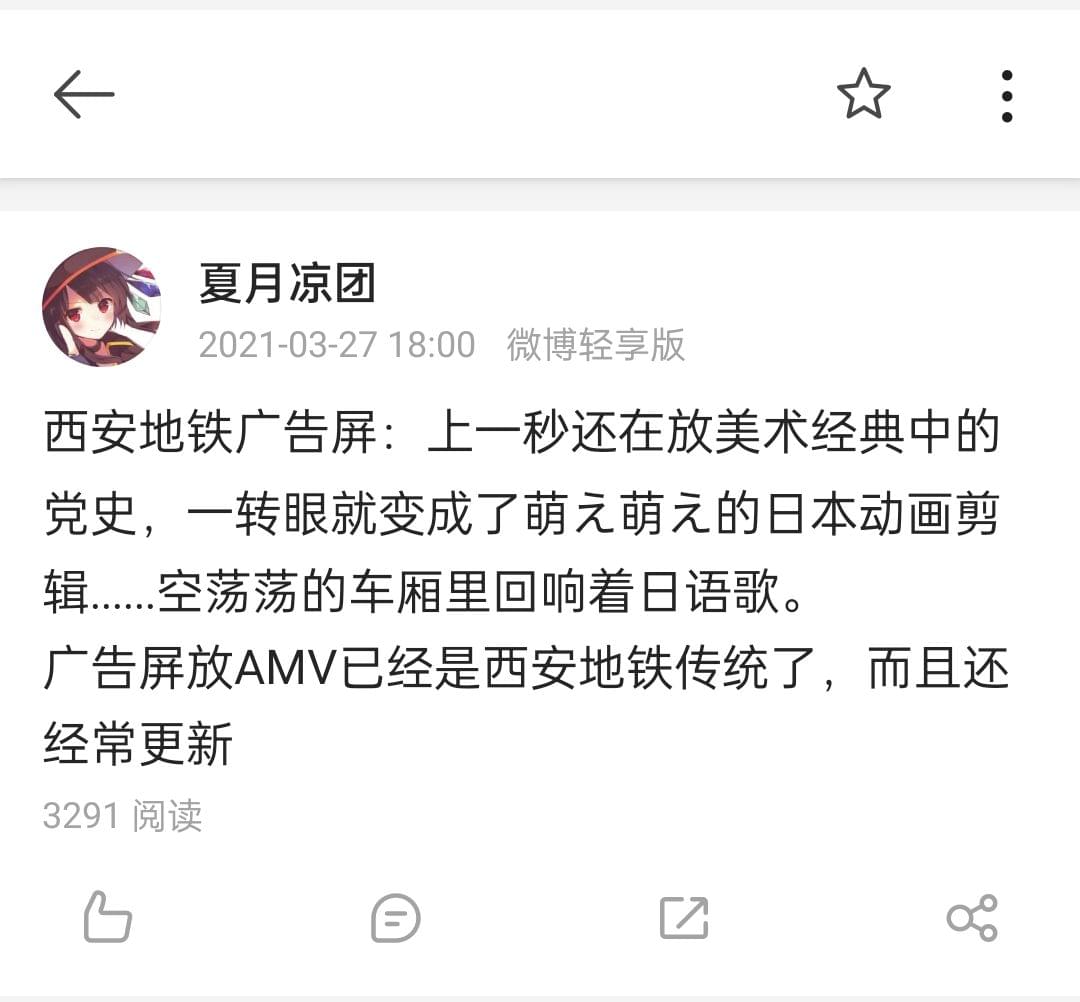 夏月凉团
2021-03-27 18:00 微博轻享版
西安地铁广告屏：上一秒还在放美术经典中的
党史，一转眼就变成了萌え萌え的日本动画剪
辑......空荡荡的车厢里回响着日语歌。
广告屏放AMV已经是西安地铁传统了，而且还
经常更新
3291 阅读